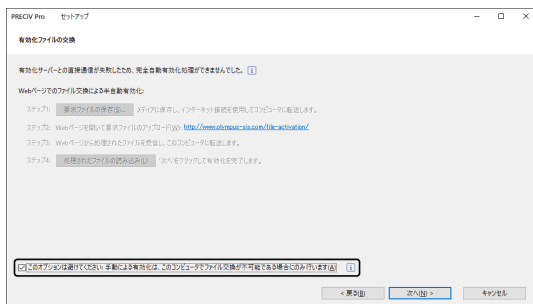 PRECiV Pro セットアップ
有効化ファイルの交換
有効化サーバーとの直接通信が失敗したため、完全自動有効化処理ができませんでした。 i
Webページでのファイル交換による半自動有効化:
ステップ1: 要求ファイルの保存(S)... メディアに保存し、インターネット接続を使用してコンピュータに転送します。
ステップ2: Webページを開いて要求ファイルのアップロード(W): http://www.olympus-sis.com/file-activation/
ステップ3: Webページから処理されたファイルを受信し、このコンピュータに転送します。
ステップ4: 処理されたファイルの読み込み(L) '次へ'をクリックして有効化を完了します。
このオプションは避けてください: 手動による有効化は、このコンピュータでファイル交換が不可能である場合にのみ行います(A) i
< 戻る(B) 次へ(N) > キャンセル